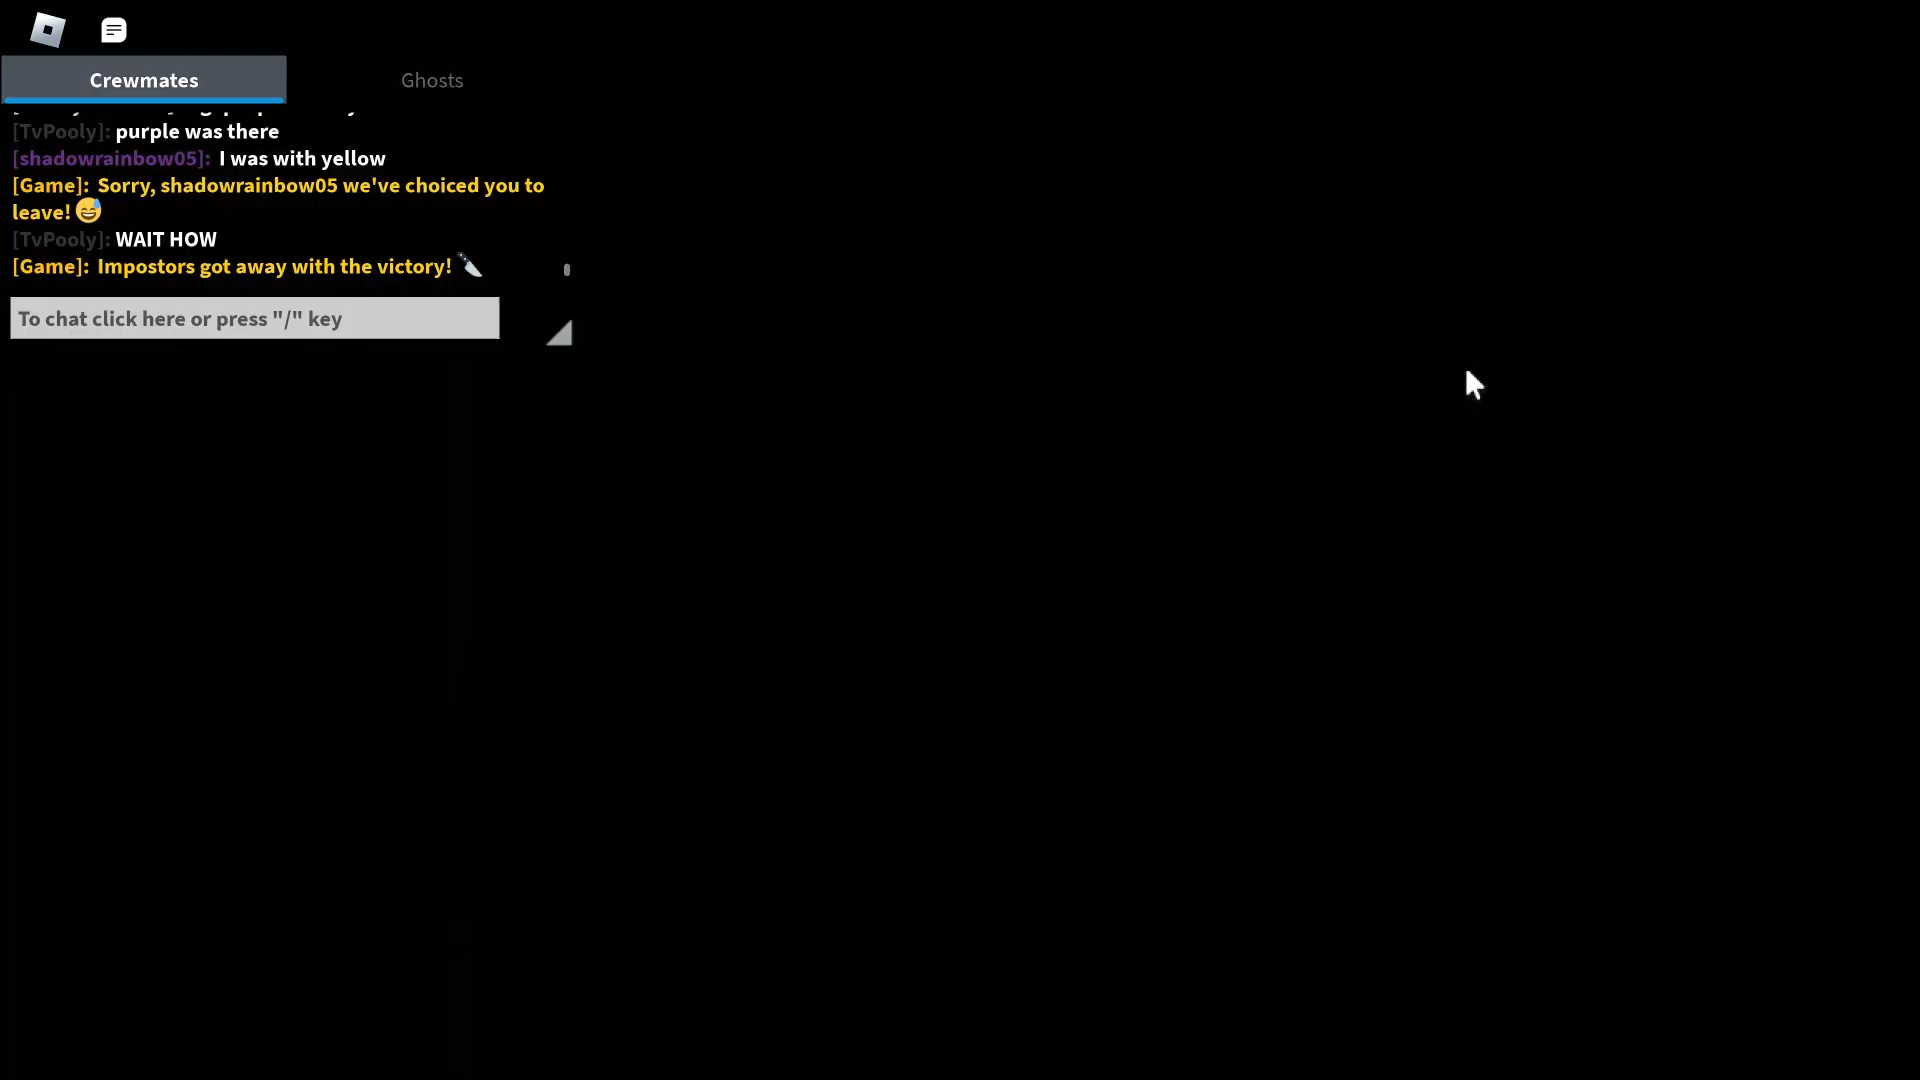 Crewmates
Ghosts
[TvPooly]: purple was there
[shadowrainbow05]: I was with yellow
[Game]: Sorry, shadowrainbow05 we've choiced you to
leave! 😅
[TvPooly]: WAIT HOW
[Game]: Impostors got away with the victory! 🔪
To chat click here or press "/" key